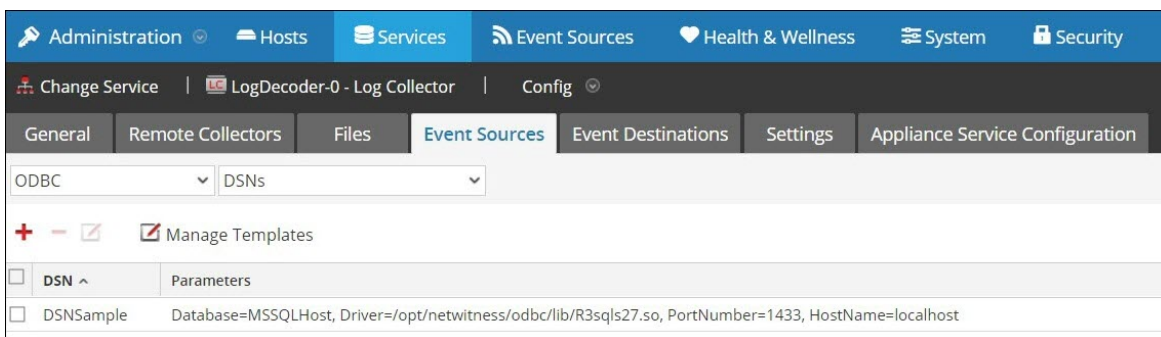 Administration Hosts Services Event Sources Health & Wellness System Security
Change Service | LC LogDecoder-0 - Log Collector | Config
General Remote Collectors Files Event Sources Event Destinations Settings Appliance Service Configuration
ODBC DSNs
Manage Templates
DSN Parameters
DSNSample Database=MSSQLHost, Driver=/opt/netwitness/odbc/lib/R3sqls27.so, PortNumber=1433, HostName=localhost